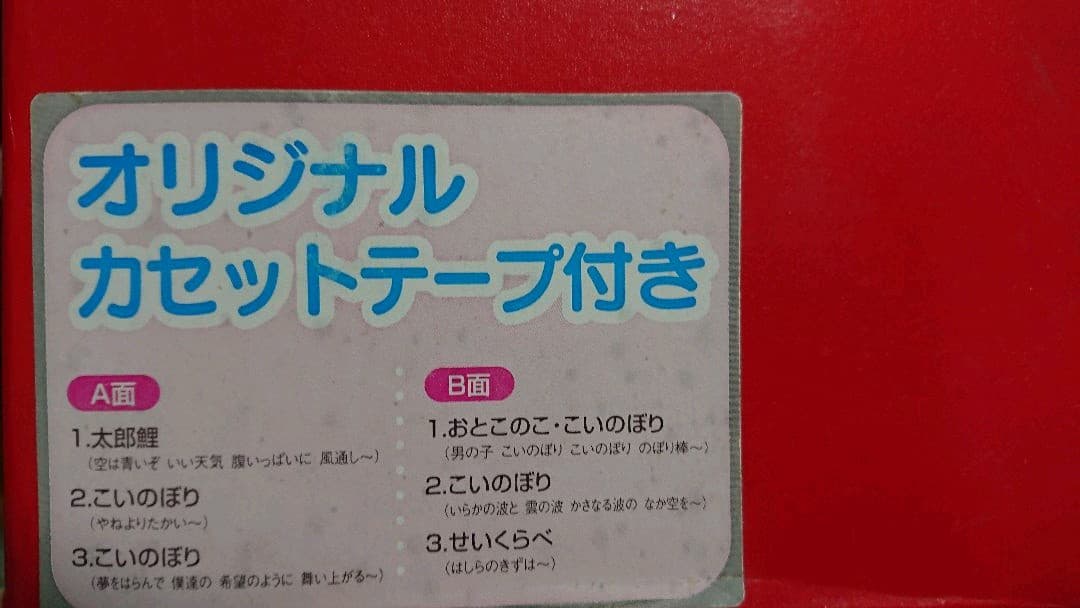 オリジナル
カセットテープ付き
A面
1.太郎鯉
(空は青いぞ いい天気 腹いっぱいに 風通し〜)
2.こいのぼり
(やねよりたかい〜)
3.こいのぼり
(夢をはらんで 僕達の 希望のように 舞い上がる〜)
B面
1.おとこのこ・こいのぼり
(男の子 こいのぼり こいのぼり のぼり棒〜)
2.こいのぼり
(いらかの波と 雲の波 かさなる波の なか空を〜)
3.せいくらべ
(はしらのきずは〜)